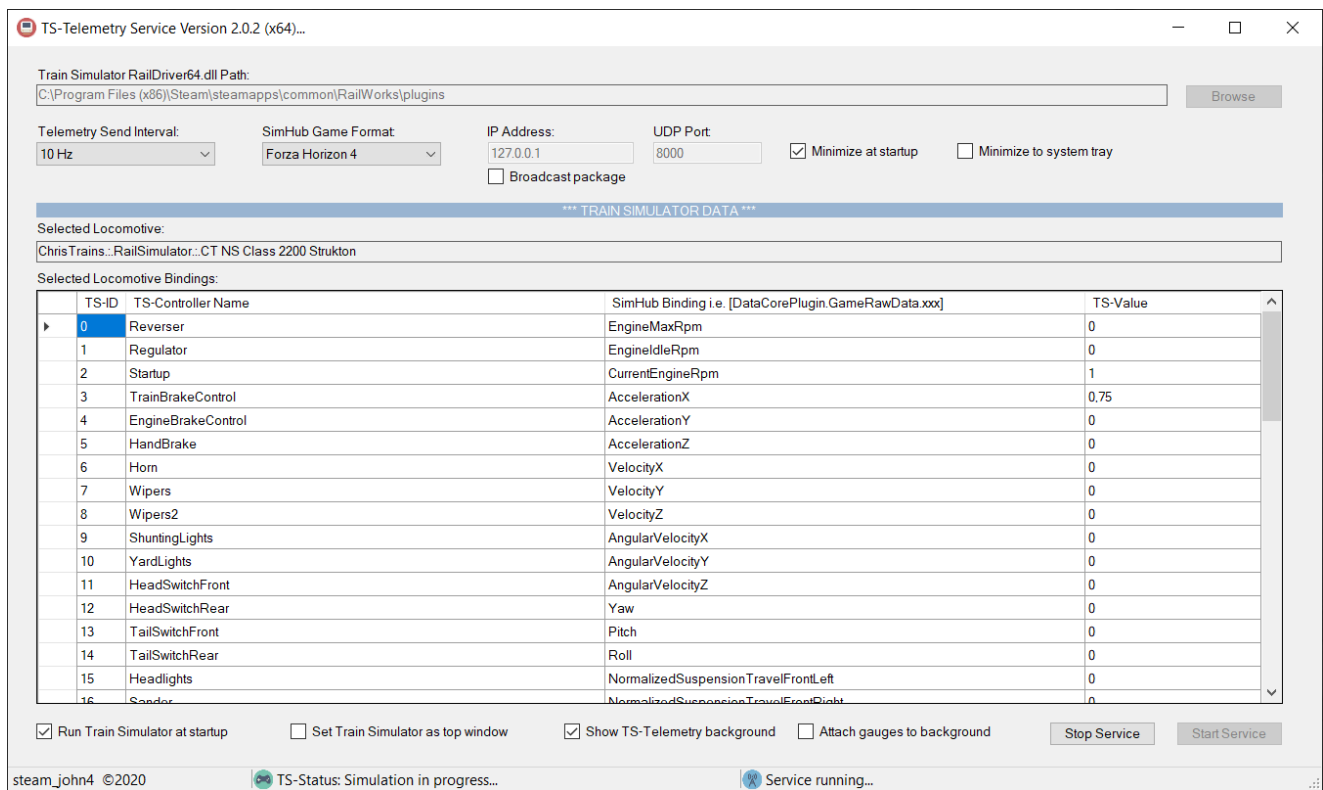 TS-Telemetry Service Version 2.0.2 (x64)...
Train Simulator RailDriver64.dll Path:
C:\Program Files (x86)\Steam\steamapps\common\RailWorks\plugins
Browse
Telemetry Send Interval: SimHub Game Format: IP Address: UDP Port:
10 Hz Forza Horizon 4 127.0.0.1 8000 Minimize at startup Minimize to system tray
Broadcast package
*** TRAIN SIMULATOR DATA ***
Selected Locomotive:
ChrisTrains.:.RailSimulator.:.CT NS Class 2200 Strukton
Selected Locomotive Bindings:
TS-ID TS-Controller Name SimHub Binding i.e. [DataCorePlugin.GameRawData.xxx] TS-Value
0 Reverser EngineMaxRpm 0
1 Regulator EngineIdleRpm 0
2 Startup CurrentEngineRpm 1
3 TrainBrakeControl AccelerationX 0,75
4 EngineBrakeControl AccelerationY 0
5 HandBrake AccelerationZ 0
6 Horn VelocityX 0
7 Wipers VelocityY 0
8 Wipers2 VelocityZ 0
9 ShuntingLights AngularVelocityX 0
10 YardLights AngularVelocityY 0
11 HeadSwitchFront AngularVelocityZ 0
12 HeadSwitchRear Yaw 0
13 TailSwitchFront Pitch 0
14 TailSwitchRear Roll 0
15 Headlights NormalizedSuspensionTravelFrontLeft 0
16 Sander NormalizedSuspensionTravelFrontRight 0
Run Train Simulator at startup Set Train Simulator as top window Show TS-Telemetry background Attach gauges to background Stop Service Start Service
steam_john4 ©2020 TS-Status: Simulation in progress... Service running...